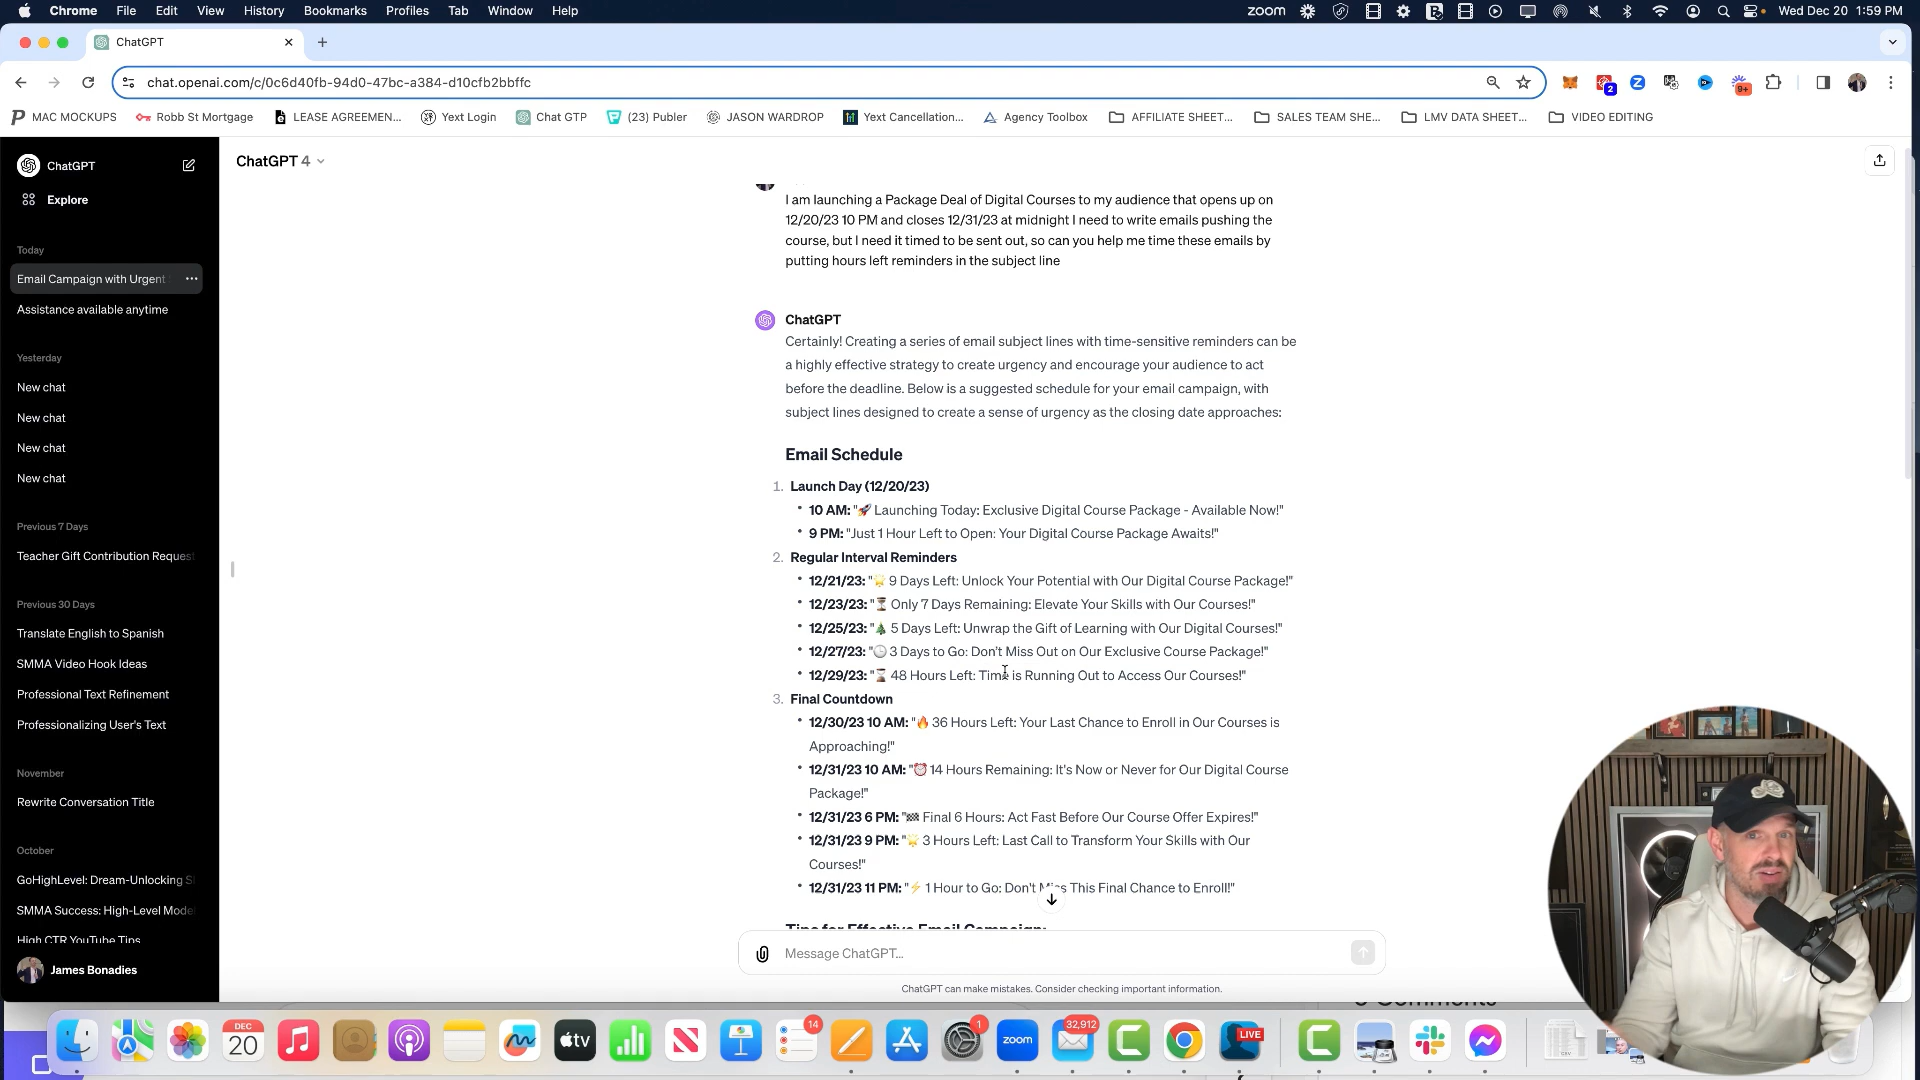 Chrome File Edit View History Bookmarks Profiles Tab Window Help zoom Wed Dec 20 1:59 PM
ChatGPT
chat.openai.com/c/0c6d40fb-94d0-47bc-a384-d10cfb2bbffc
2
9+
MAC MOCKUPS Robb St Mortgage LEASE AGREEMEN... Yext Login Chat GTP (23) Publer JASON WARDROP Yext Cancellation... Agency Toolbox AFFILIATE SHEET... SALES TEAM SHE... LMV DATA SHEET... VIDEO EDITING
ChatGPT
Explore
Today
Email Campaign with Urgent
Assistance available anytime
Yesterday
New chat
New chat
New chat
New chat
Previous 7 Days
Teacher Gift Contribution Request
Previous 30 Days
Translate English to Spanish
SMMA Video Hook Ideas
Professional Text Refinement
Professionalizing User's Text
November
Rewrite Conversation Title
October
GoHighLevel: Dream-Unlocking S
SMMA Success: High-Level Mode
High CTR YouTube Tips
James Bonadies
ChatGPT 4
I am launching a Package Deal of Digital Courses to my audience that opens up on
12/20/23 10 PM and closes 12/31/23 at midnight I need to write emails pushing the
course, but I need it timed to be sent out, so can you help me time these emails by
putting hours left reminders in the subject line
ChatGPT
Certainly! Creating a series of email subject lines with time-sensitive reminders can be
a highly effective strategy to create urgency and encourage your audience to act
before the deadline. Below is a suggested schedule for your email campaign, with
subject lines designed to create a sense of urgency as the closing date approaches:
Email Schedule
1. Launch Day (12/20/23)
• 10 AM: "🚀 Launching Today: Exclusive Digital Course Package - Available Now!"
• 9 PM: "Just 1 Hour Left to Open: Your Digital Course Package Awaits!"
2. Regular Interval Reminders
• 12/21/23: "🌟 9 Days Left: Unlock Your Potential with Our Digital Course Package!"
• 12/23/23: "⏳ Only 7 Days Remaining: Elevate Your Skills with Our Courses!"
• 12/25/23: "🎄 5 Days Left: Unwrap the Gift of Learning with Our Digital Courses!"
• 12/27/23: "🕒 3 Days to Go: Don't Miss Out on Our Exclusive Course Package!"
• 12/29/23: "⌛ 48 Hours Left: Time is Running Out to Access Our Courses!"
3. Final Countdown
• 12/30/23 10 AM: "🔥 36 Hours Left: Your Last Chance to Enroll in Our Courses is
Approaching!"
• 12/31/23 10 AM: "⏰ 14 Hours Remaining: It's Now or Never for Our Digital Course
Package!"
• 12/31/23 6 PM: "🏁 Final 6 Hours: Act Fast Before Our Course Offer Expires!"
• 12/31/23 9 PM: "🌟 3 Hours Left: Last Call to Transform Your Skills with Our
Courses!"
• 12/31/23 11 PM: "⚡ 1 Hour to Go: Don't Miss This Final Chance to Enroll!"
Tips for Effective Email Campaign:
Message ChatGPT...
ChatGPT can make mistakes. Consider checking important information.
Comments
DEC
20
tv
14
1
zoom
32,912
LIVE